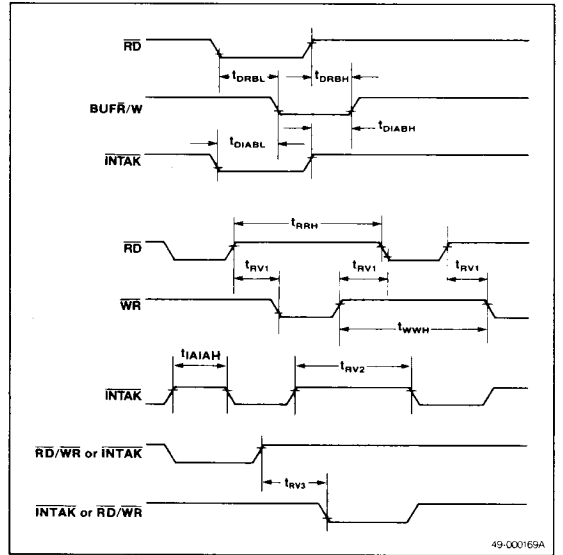 RD
tDRBL
tDRBH
BUFR/W
tDIABL
tDIABH
INTAK
tRRH
RD
tRV1
tRV1
tRV1
WR
tWWH
tIAIAH
tRV2
INTAK
RD/WR or INTAK
tRV3
INTAK or RD/WR
49-000169A